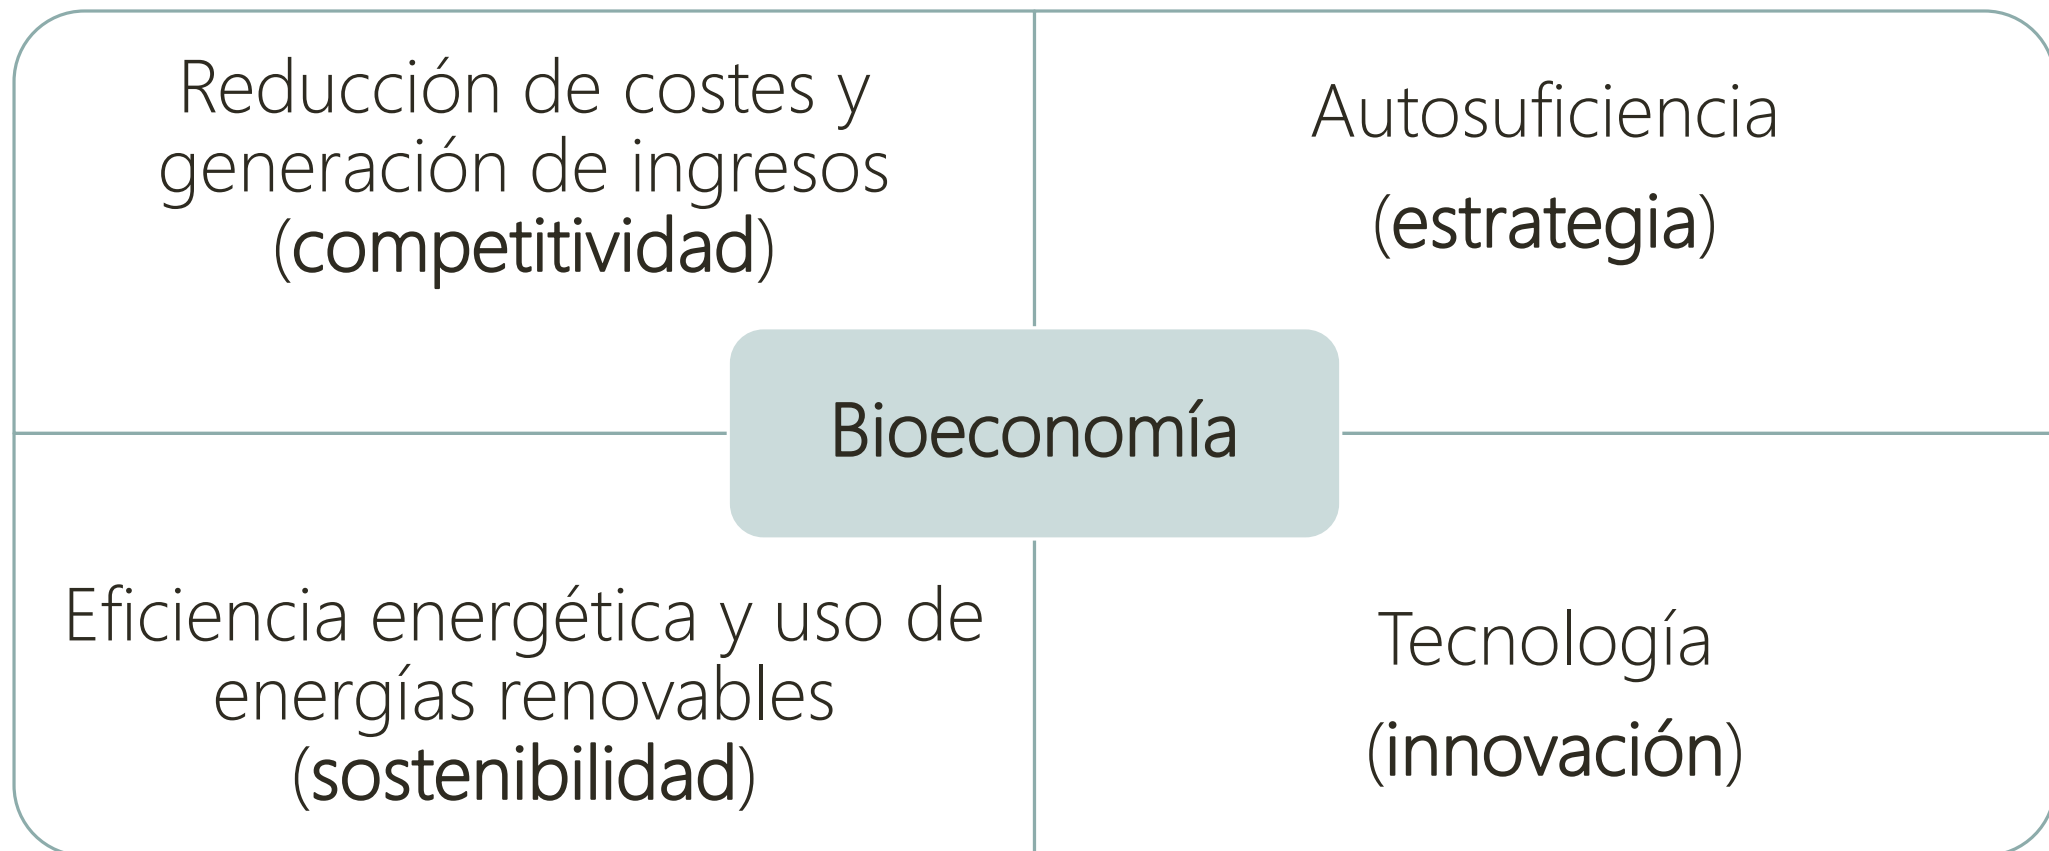 Reducción de costes y
generación de ingresos
(competitividad)
Autosuficiencia
(estrategia)
Bioeconomía
Eficiencia energética y uso de
energías renovables
(sostenibilidad)
Tecnología
(innovación)